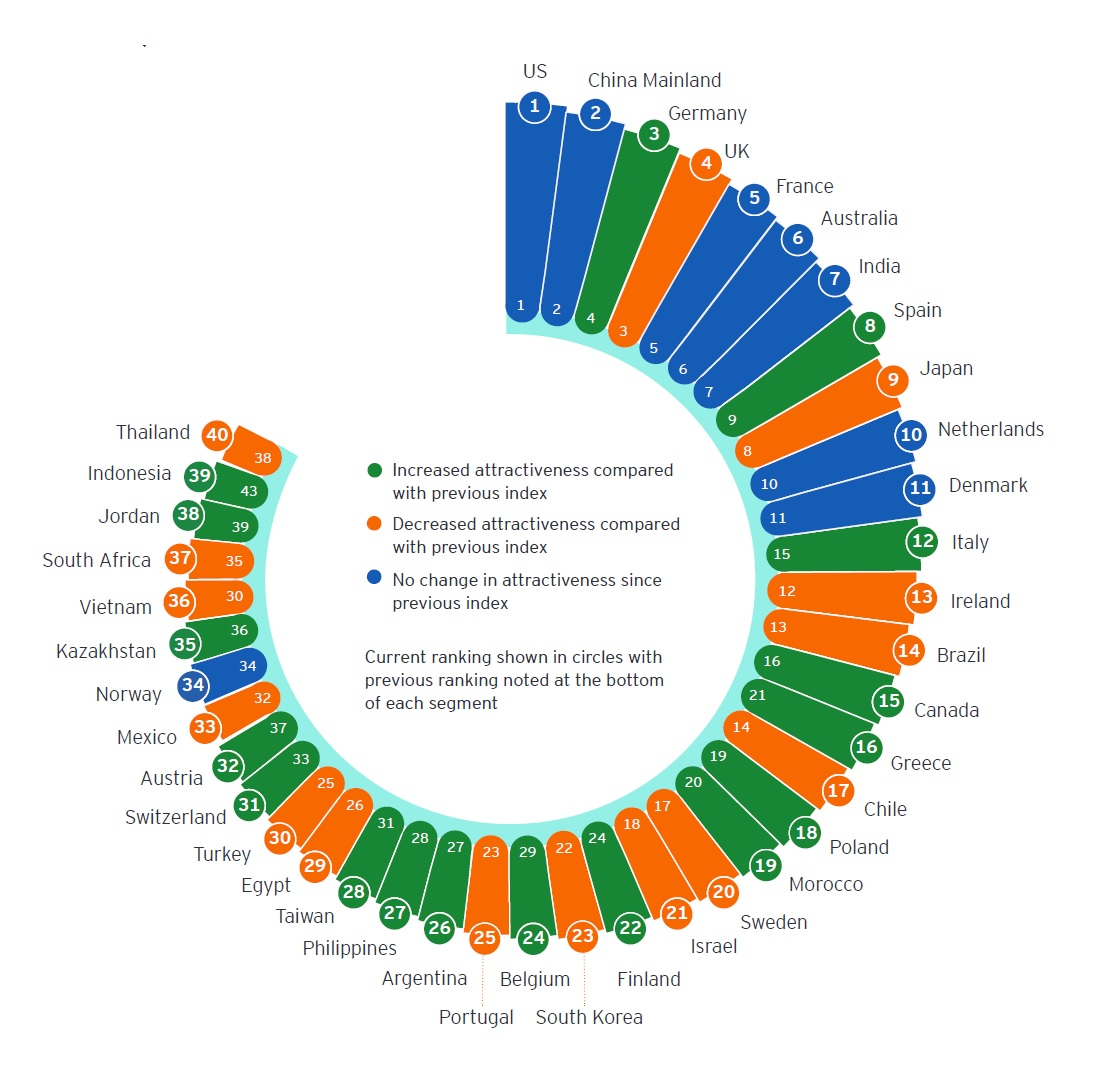 US
1
1
China Mainland
2
2
Germany
3
4
UK
4
3
France
5
5
Australia
6
6
India
7
7
Spain
8
9
Japan
9
8
Netherlands
10
10
Denmark
11
11
Italy
12
15
Ireland
13
12
Brazil
14
13
Canada
15
16
Greece
16
21
Chile
17
14
Poland
18
19
Morocco
19
20
Sweden
20
17
Israel
21
18
Finland
22
24
South Korea
23
22
Belgium
24
29
Portugal
25
23
Argentina
26
27
Philippines
27
28
Taiwan
28
31
Egypt
29
26
Turkey
30
25
Switzerland
31
33
Austria
32
37
Mexico
33
32
Norway
34
34
Kazakhstan
35
36
Vietnam
36
30
South Africa
37
35
Jordan
38
39
Indonesia
39
43
Thailand
40
38
Increased attractiveness compared
with previous index
Decreased attractiveness compared
with previous index
No change in attractiveness since
previous index
Current ranking shown in circles with
previous ranking noted at the bottom
of each segment